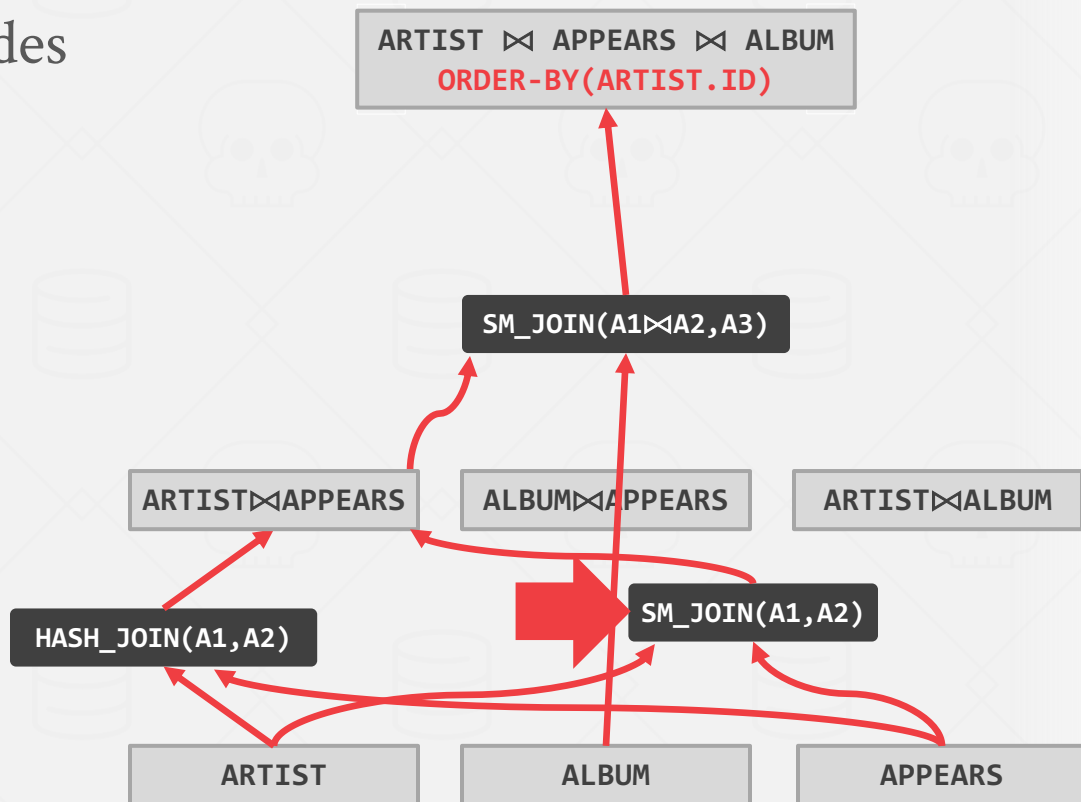 ARTIST ⋈ APPEARS ⋈ ALBUM
ORDER-BY(ARTIST.ID)
SM_JOIN(A1⋈A2,A3)
ARTIST⋈APPEARS
ALBUM⋈APPEARS
ARTIST⋈ALBUM
HASH_JOIN(A1,A2)
SM_JOIN(A1,A2)
ARTIST
ALBUM
APPEARS